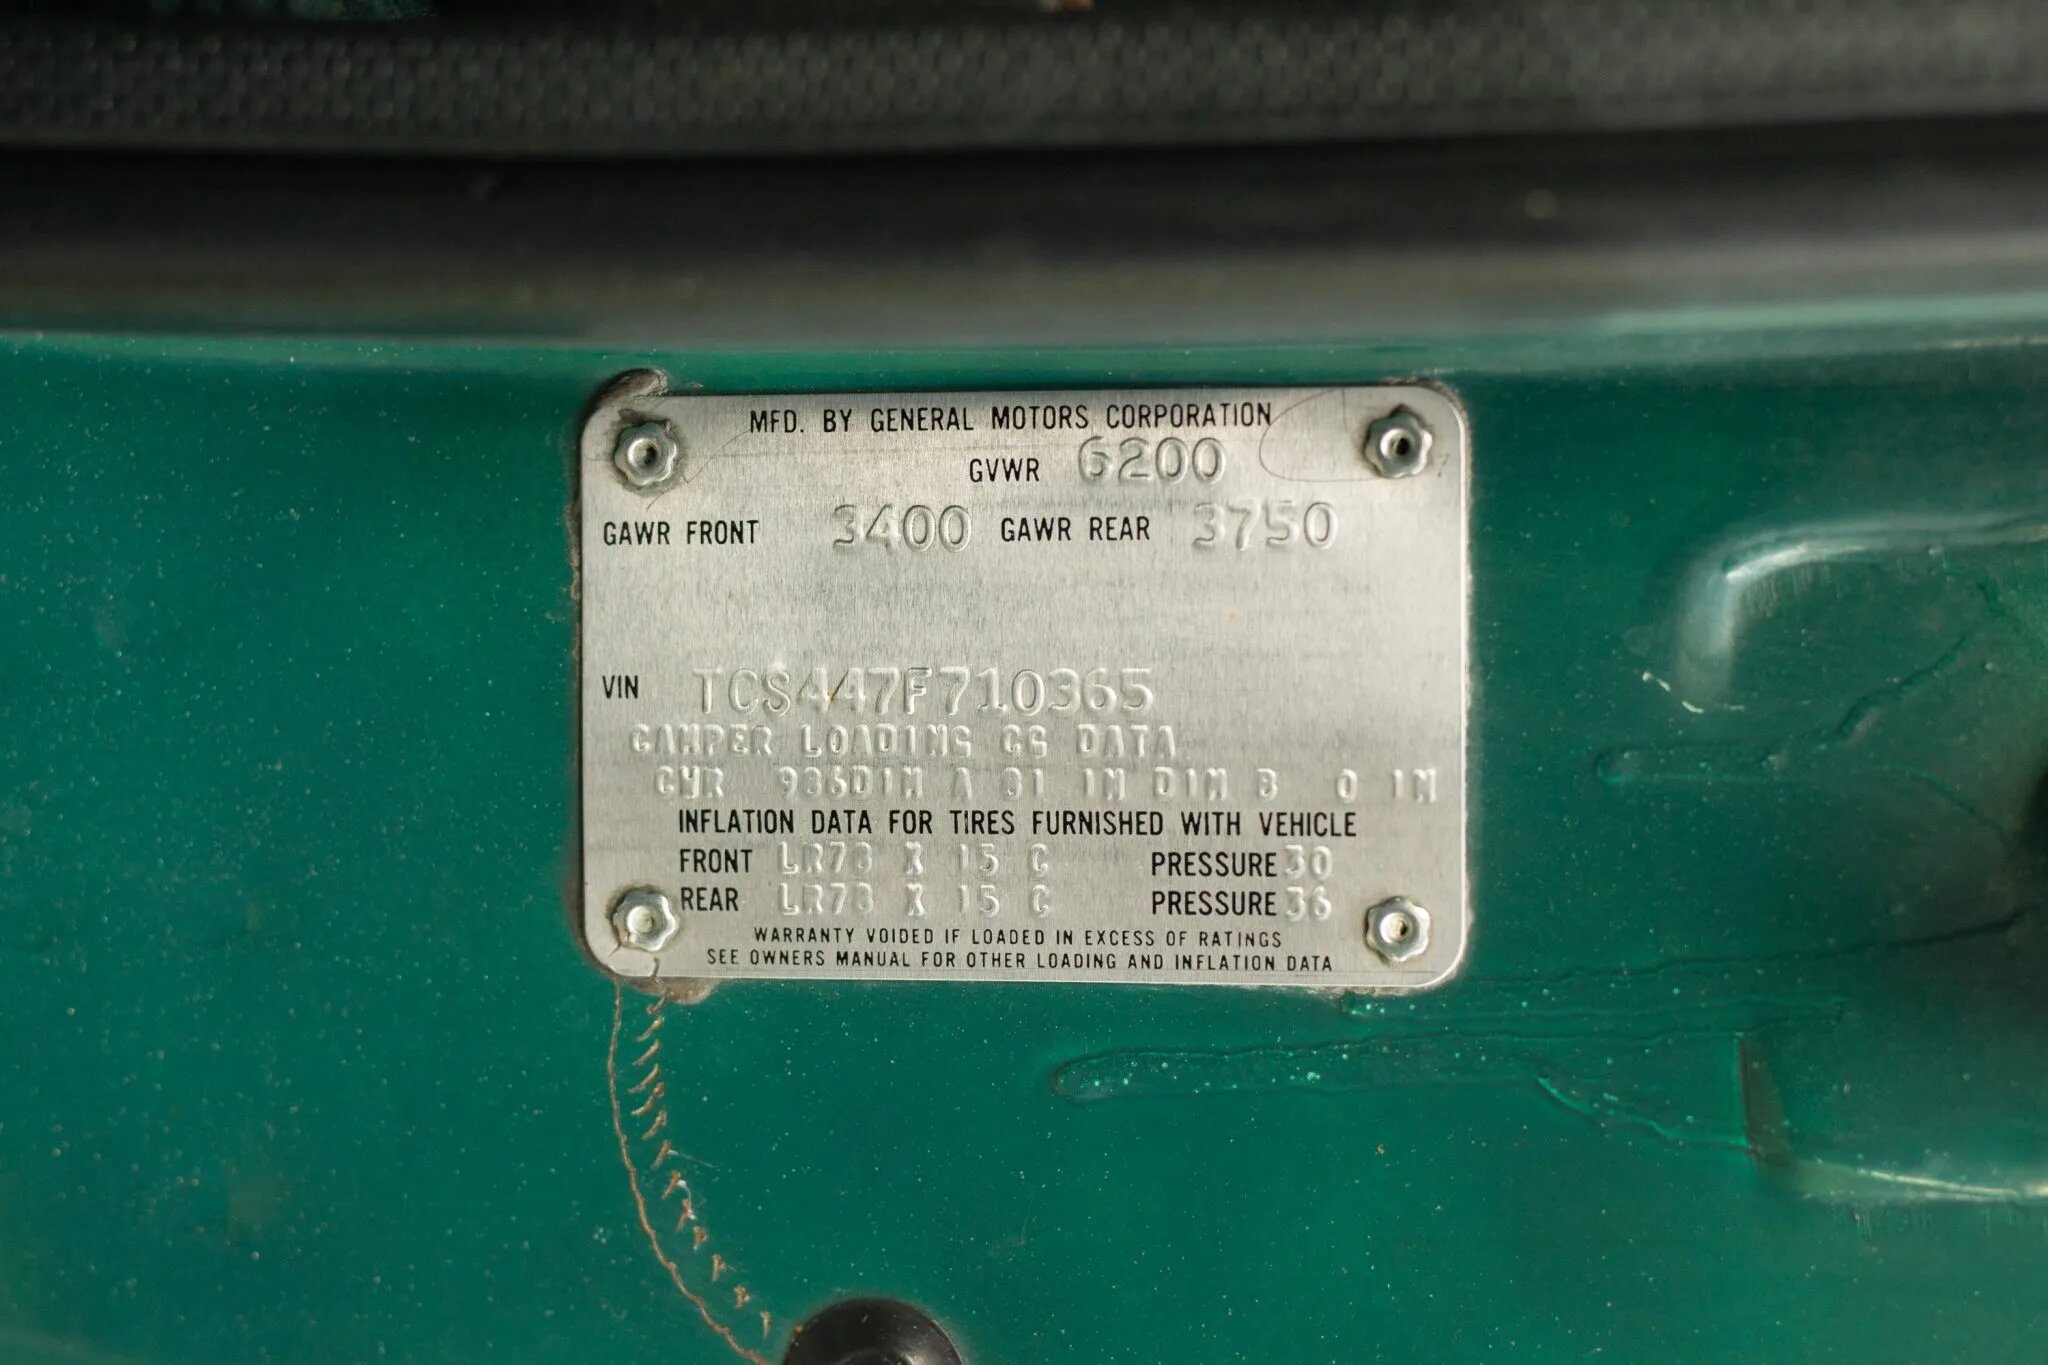 MFD. BY GENERAL MOTORS CORPORATION
GVWR 6200
GAWR FRONT 3400 GAWR REAR 3750
VIN TCS447F710365
CAMPER LOADING CG DATA
CWR 986DIM A 81 IN DIM B 0 IN
INFLATION DATA FOR TIRES FURNISHED WITH VEHICLE
FRONT LR78 X 15 C PRESSURE 30
REAR LR78 X 15 C PRESSURE 36
WARRANTY VOIDED IF LOADED IN EXCESS OF RATINGS
SEE OWNERS MANUAL FOR OTHER LOADING AND INFLATION DATA